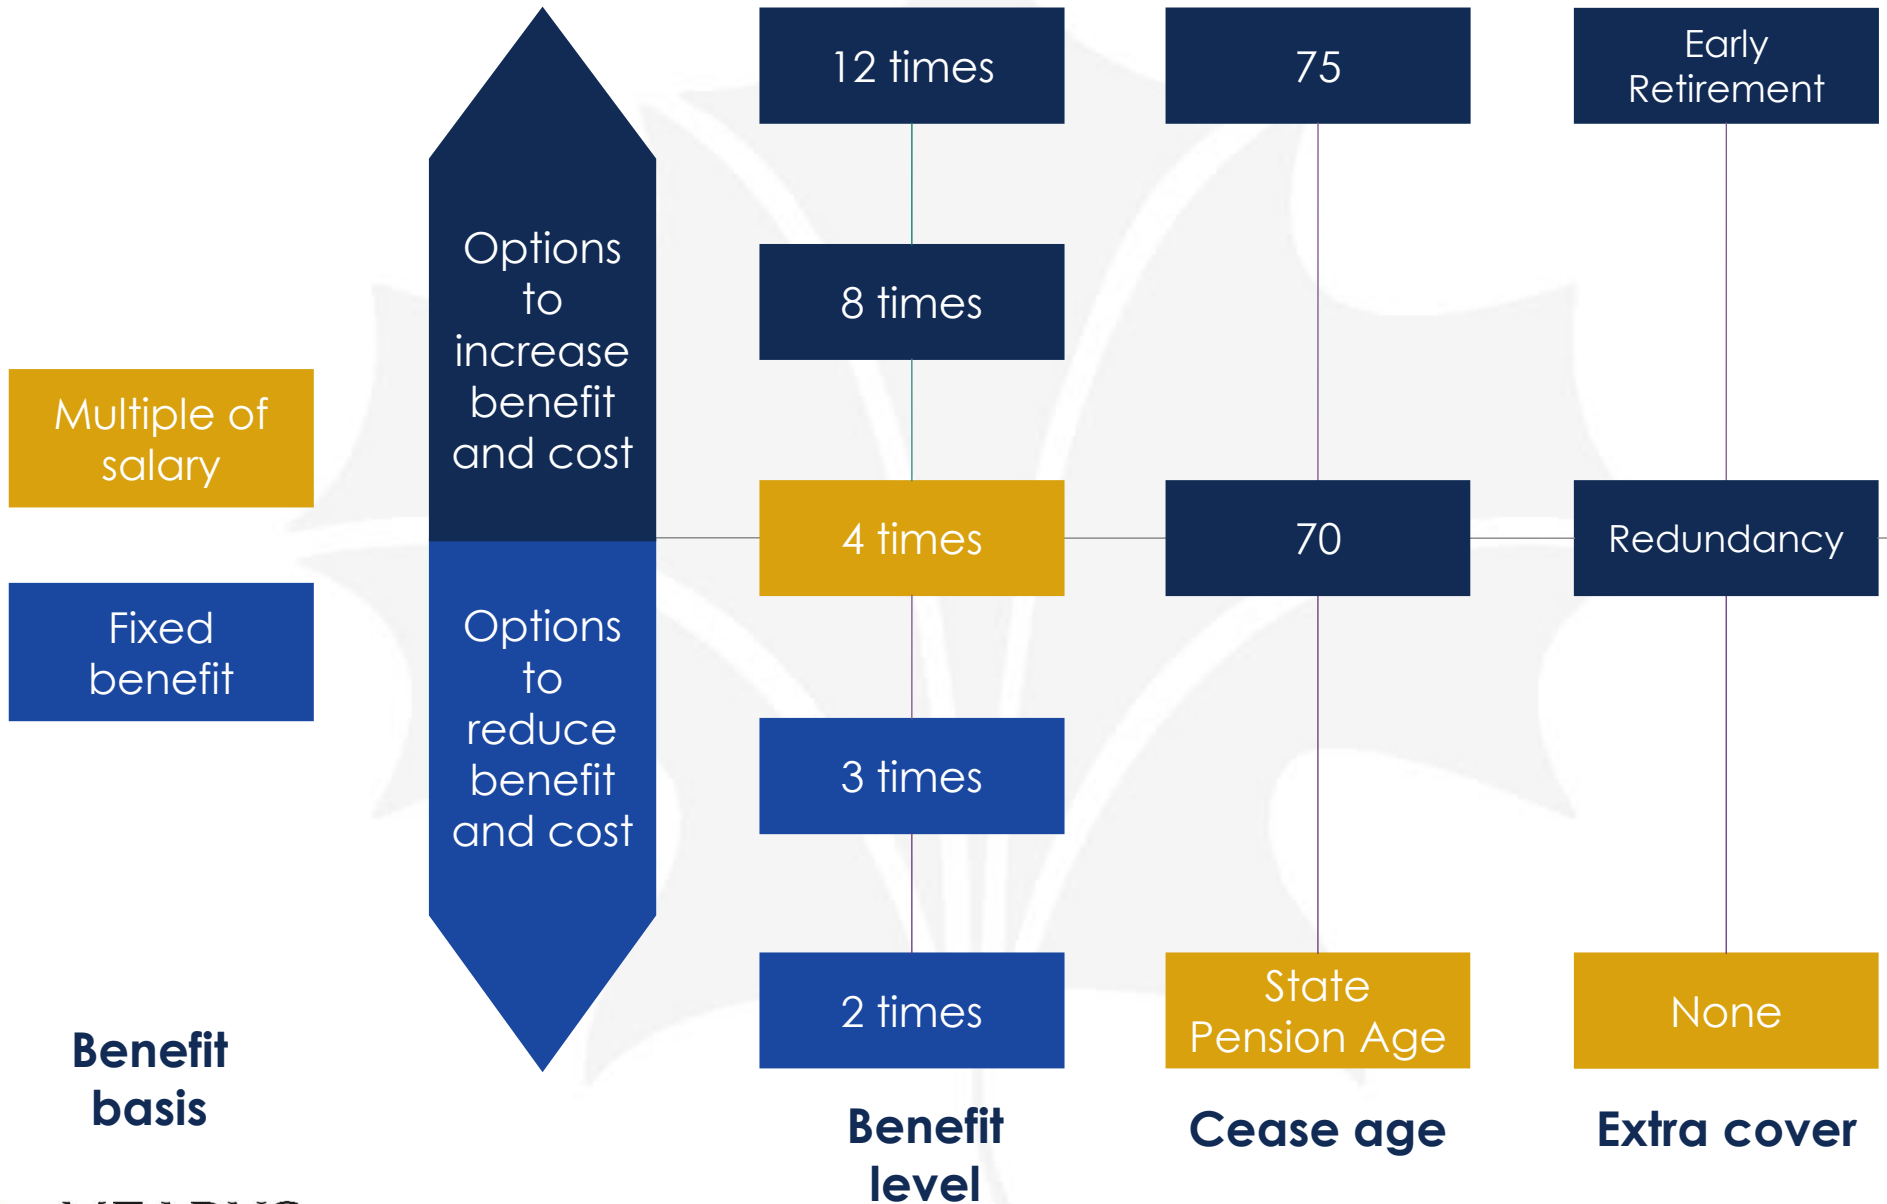 12 times
75
Early
Retirement
Options
to
increase
benefit
and cost
8 times
Multiple of
salary
4 times
70
Redundancy
Fixed
benefit
Options
to
reduce
benefit
and cost
3 times
2 times
State
Pension Age
None
Benefit
basis
Benefit
level
Cease age
Extra cover